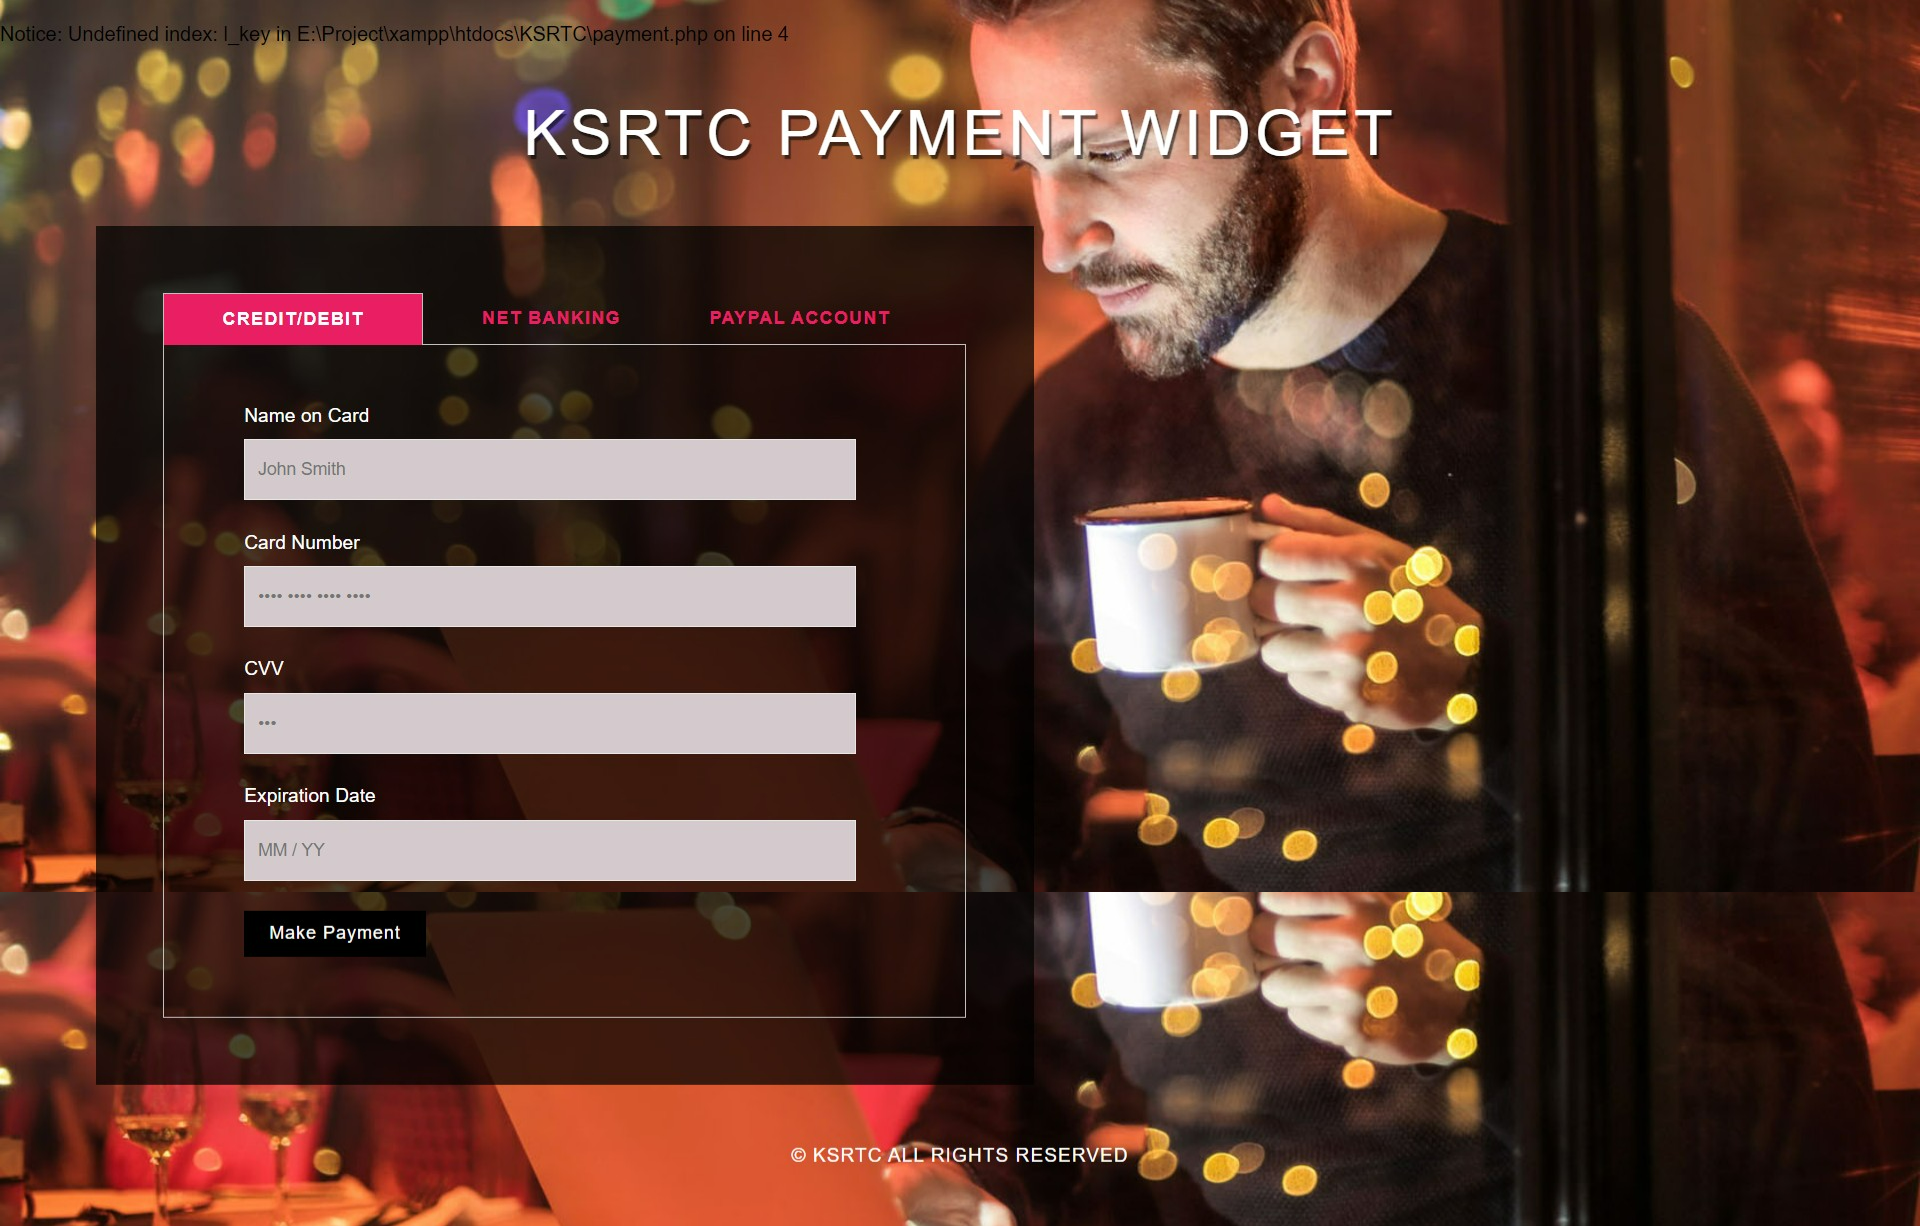 Notice: Undefined index: l_key in E:\Project\xampp\htdocs\KSRTC\payment.php on line 4
KSRTC PAYMENT WIDGET
CREDIT/DEBIT NET BANKING PAYPAL ACCOUNT
Name on Card
John Smith
Card Number
•••• •••• •••• ••••
CVV
•••
Expiration Date
MM / YY
Make Payment
© KSRTC ALL RIGHTS RESERVED